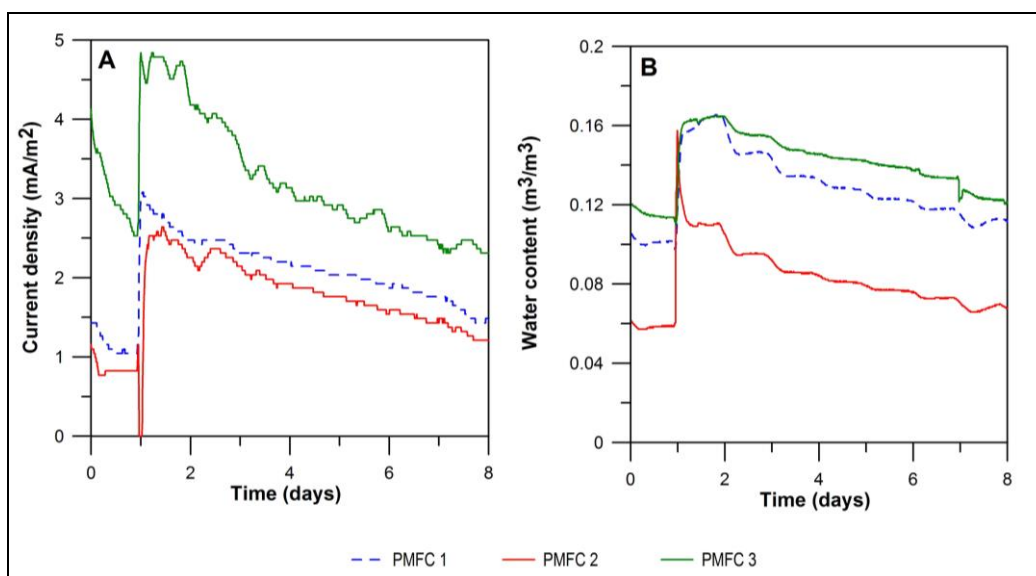 A
5
4
3
2
1
0
Current density (mA/m2)
0 2 4 6 8
Time (days)
B
0.2
0.16
0.12
0.08
0.04
0
Water content (m³/m³)
0 2 4 6 8
Time (days)
PMFC 1 PMFC 2 PMFC 3